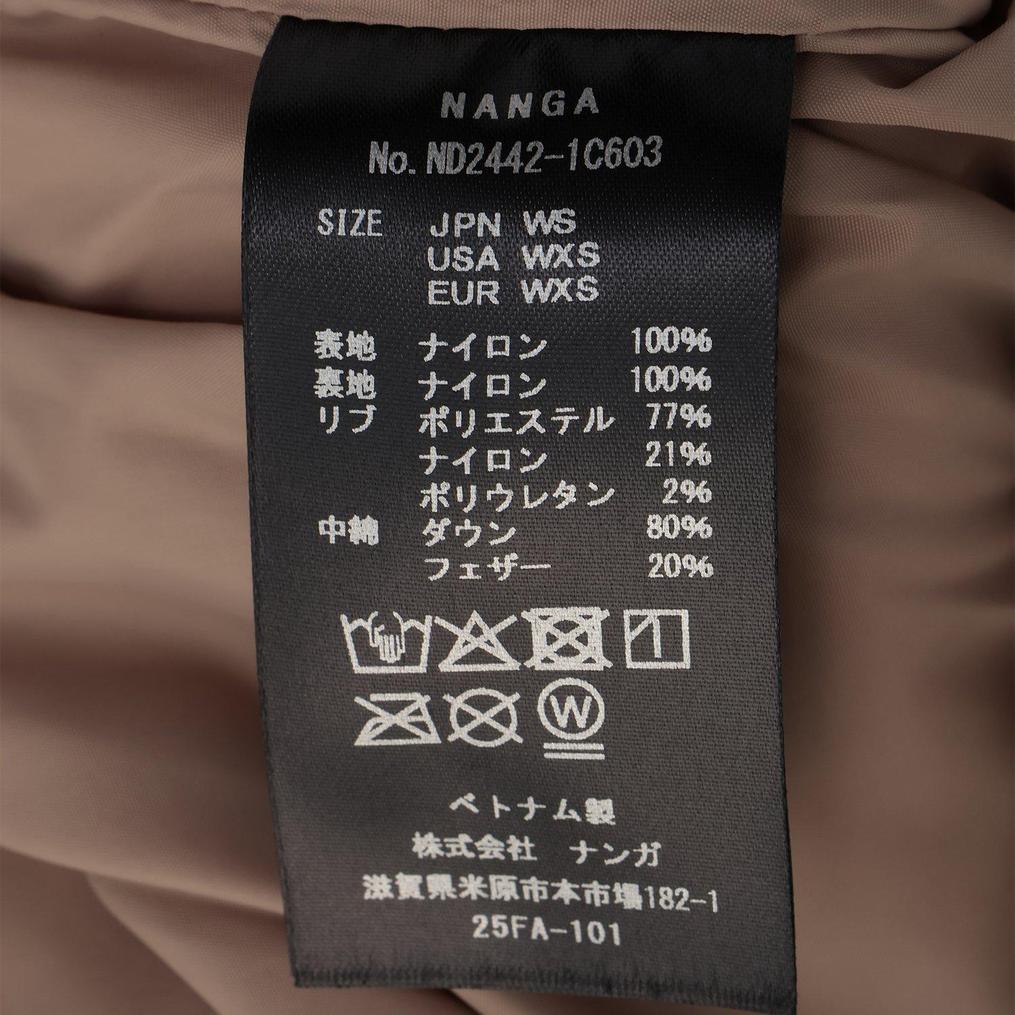 NANGA
No. ND2442-1C603
SIZE JPN WS
USA WXS
EUR WXS
表地 ナイロン 100%
裏地 ナイロン 100%
リブ ポリエステル 77%
ナイロン 21%
ポリウレタン 2%
中綿 ダウン 80%
フェザー 20%
W
ベトナム製
株式会社 ナンガ
滋賀県米原市本市場182-1
25FA-101